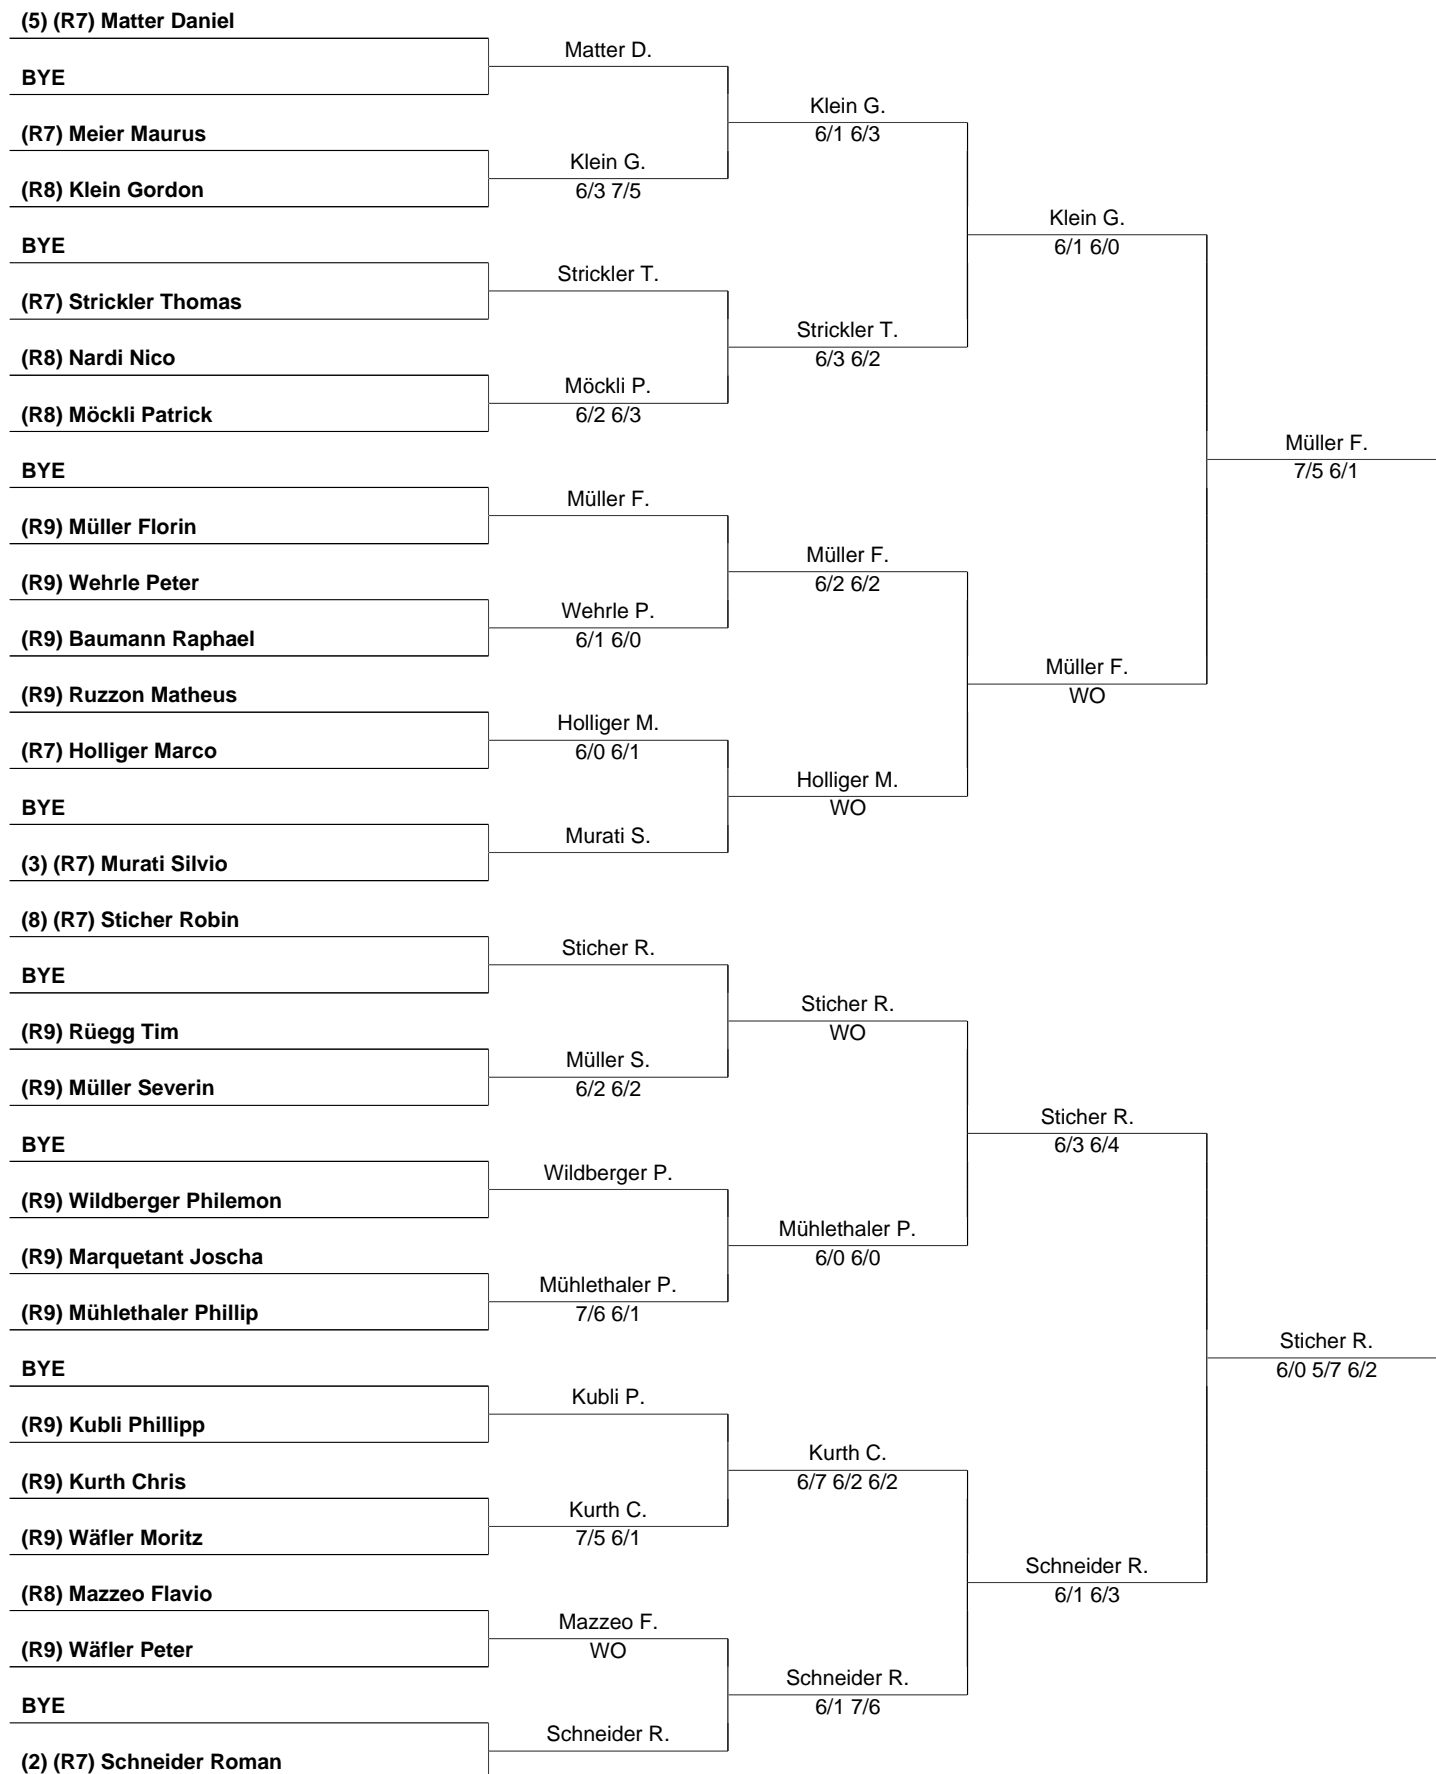 (5) (R7) Matter Daniel
Matter D.
BYE
Klein G.
(R7) Meier Maurus
6/1 6/3
Klein G.
(R8) Klein Gordon
6/3 7/5
Klein G.
BYE
6/1 6/0
Strickler T.
(R7) Strickler Thomas
Strickler T.
(R8) Nardi Nico
6/3 6/2
Möckli P.
(R8) Möckli Patrick
6/2 6/3
Müller F.
BYE
7/5 6/1
Müller F.
(R9) Müller Florin
Müller F.
(R9) Wehrle Peter
6/2 6/2
Wehrle P.
(R9) Baumann Raphael
6/1 6/0
Müller F.
(R9) Ruzzon Matheus
WO
Holliger M.
(R7) Holliger Marco
6/0 6/1
Holliger M.
BYE
WO
Murati S.
(3) (R7) Murati Silvio
(8) (R7) Sticher Robin
Sticher R.
BYE
Sticher R.
(R9) Rüegg Tim
WO
Müller S.
(R9) Müller Severin
6/2 6/2
Sticher R.
BYE
6/3 6/4
Wildberger P.
(R9) Wildberger Philemon
Mühlethaler P.
(R9) Marquetant Joscha
6/0 6/0
Mühlethaler P.
(R9) Mühlethaler Phillip
7/6 6/1
Sticher R.
BYE
6/0 5/7 6/2
Kubli P.
(R9) Kubli Phillipp
Kurth C.
(R9) Kurth Chris
6/7 6/2 6/2
Kurth C.
(R9) Wäfler Moritz
7/5 6/1
Schneider R.
(R8) Mazzeo Flavio
6/1 6/3
Mazzeo F.
(R9) Wäfler Peter
WO
Schneider R.
BYE
6/1 7/6
Schneider R.
(2) (R7) Schneider Roman